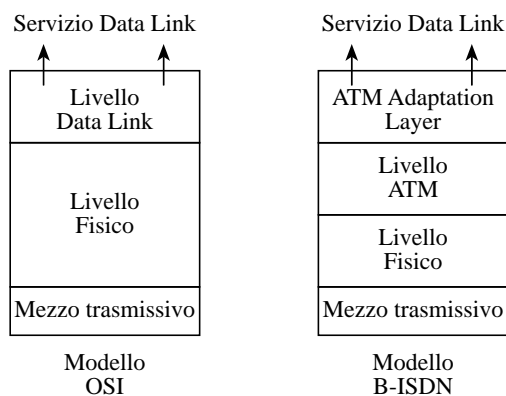 Servizio Data Link
Livello
Data Link
Livello
Fisico
Mezzo trasmissivo
Modello
OSI
Servizio Data Link
ATM Adaptation
Layer
Livello
ATM
Livello
Fisico
Mezzo trasmissivo
Modello
B-ISDN